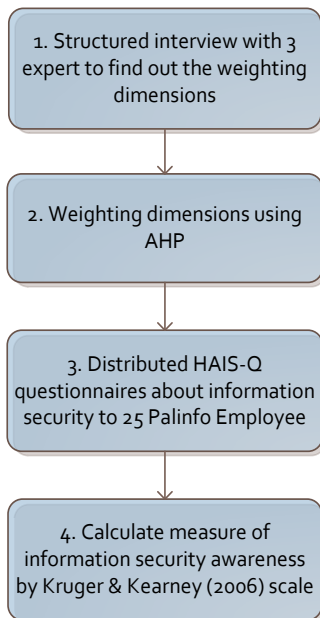 1. Structured interview with 3
expert to find out the weighting
dimensions
2. Weighting dimensions using
AHP
3. Distributed HAIS-Q
questionnaires about information
security to 25 Palinfo Employee
4. Calculate measure of
information security awareness
by Kruger & Kearney (2006) scale